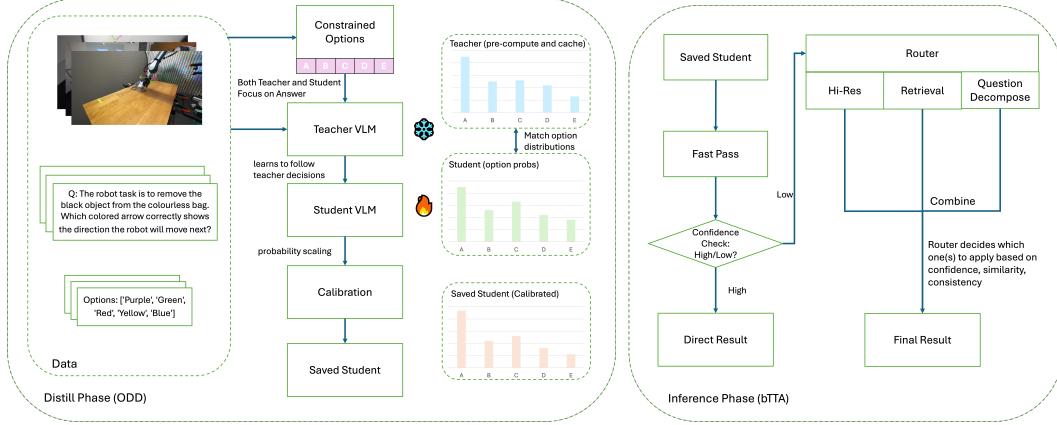 Constrained
Options
A B C D E
Both Teacher and Student
Focus on Answer
Teacher VLM
learns to follow
teacher decisions
Student VLM
probability scaling
Calibration
Saved Student
Q: The robot task is to remove the
black object from the colourless bag.
Which colored arrow correctly shows
the direction the robot will move next?
Options: ['Purple', 'Green',
'Red', 'Yellow', 'Blue']
Data
Distill Phase (ODD)
Teacher (pre-compute and cache)
A B C D E
Match option
distributions
Student (option probs)
A B C D E
Saved Student (Calibrated)
A B C D E
Saved Student
Fast Pass
Confidence
Check:
High/Low?
Low
High
Direct Result
Router
Hi-Res
Retrieval
Question
Decompose
Combine
Router decides which
one(s) to apply based on
confidence, similarity,
consistency
Final Result
Inference Phase (bTTA)